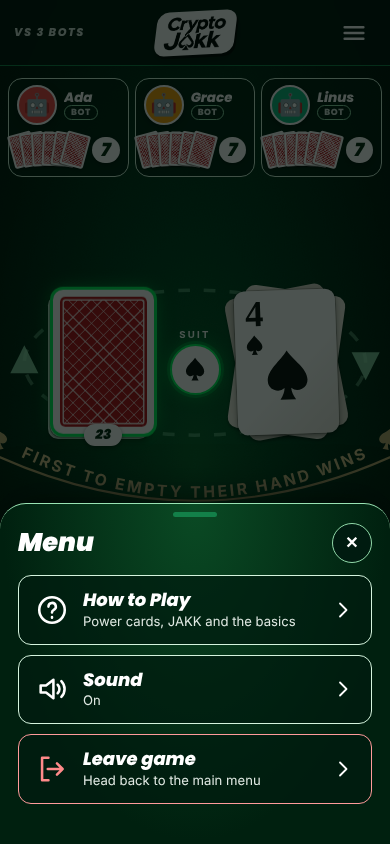 VS 3 BOTS
Crypto
Jakk
Ada
BOT
7
Grace
BOT
7
Linus
BOT
7
SUIT
4
23
FIRST TO EMPTY THEIR HAND WINS
Menu
How to Play
Power cards, JAKK and the basics
Sound
On
Leave game
Head back to the main menu